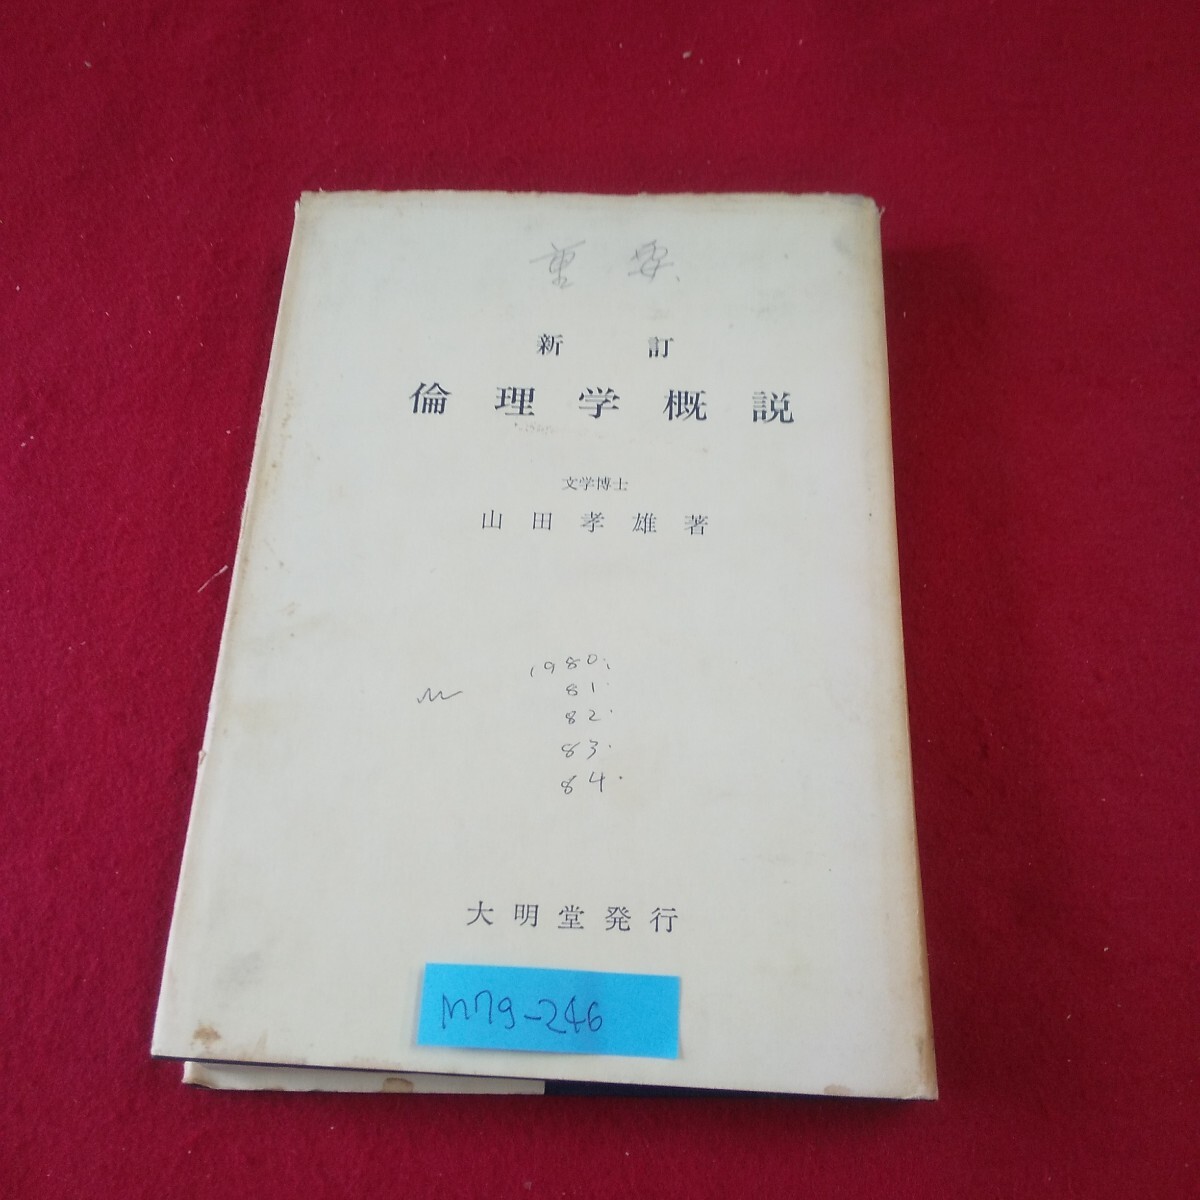 重要
新訂
倫理学概説
文学博士
山田孝雄著
1980.
81.
82.
83.
84.
大明堂発行
M79-246